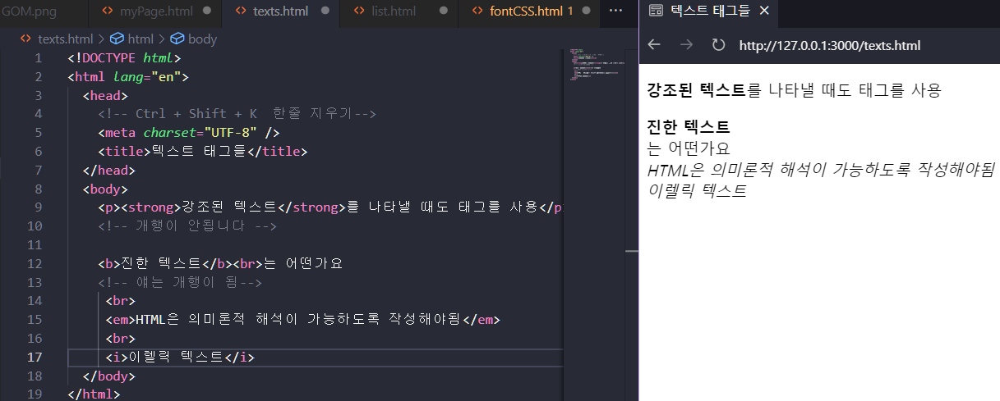 GOM.png
myPage.html
texts.html
list.html
fontCSS.html 1
...
texts.html > html > body
1 <!DOCTYPE html>
2 <html lang="en">
3 <head>
4 <!-- Ctrl + Shift + K 한줄 지우기-->
5 <meta charset="UTF-8" />
6 <title>텍스트 태그들</title>
7 </head>
8 <body>
9 <p><strong>강조된 텍스트</strong>를 나타낼 때도 태그를 사용</p
10 <!-- 개행이 안됩니다 -->
11
12 <b>진한 텍스트</b><br>는 어떤가요
13 <!-- 얘는 개행이 됨-->
14 <br>
15 <em>HTML은 의미론적 해석이 가능하도록 작성해야됨</em>
16 <br>
17 <i>이렐릭 텍스트</i>
18 </body>
19 </html>
텍스트 태그들
http://127.0.0.1:3000/texts.html
강조된 텍스트를 나타낼 때도 태그를 사용
진한 텍스트
는 어떤가요
HTML은 의미론적 해석이 가능하도록 작성해야됨
이렐릭 텍스트